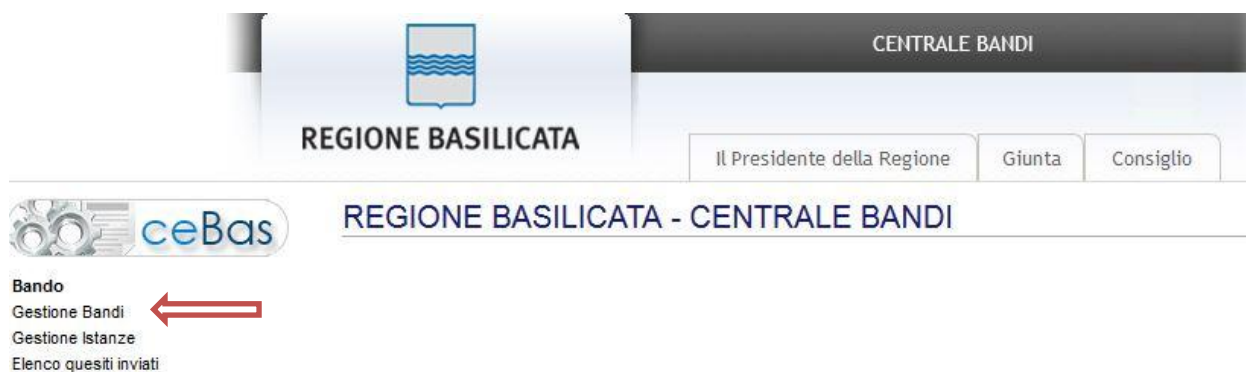 CENTRALE BANDI
REGIONE BASILICATA
Il Presidente della Regione
Giunta
Consiglio
ceBas
REGIONE BASILICATA - CENTRALE BANDI
Bando
Gestione Bandi
Gestione Istanze
Elenco quesiti inviati